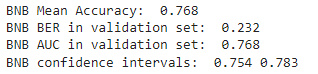 BNB Mean Accuracy:  0.768
BNB BER in validation set:  0.232
BNB AUC in validation set:  0.768
BNB confidence intervals:  0.754 0.783